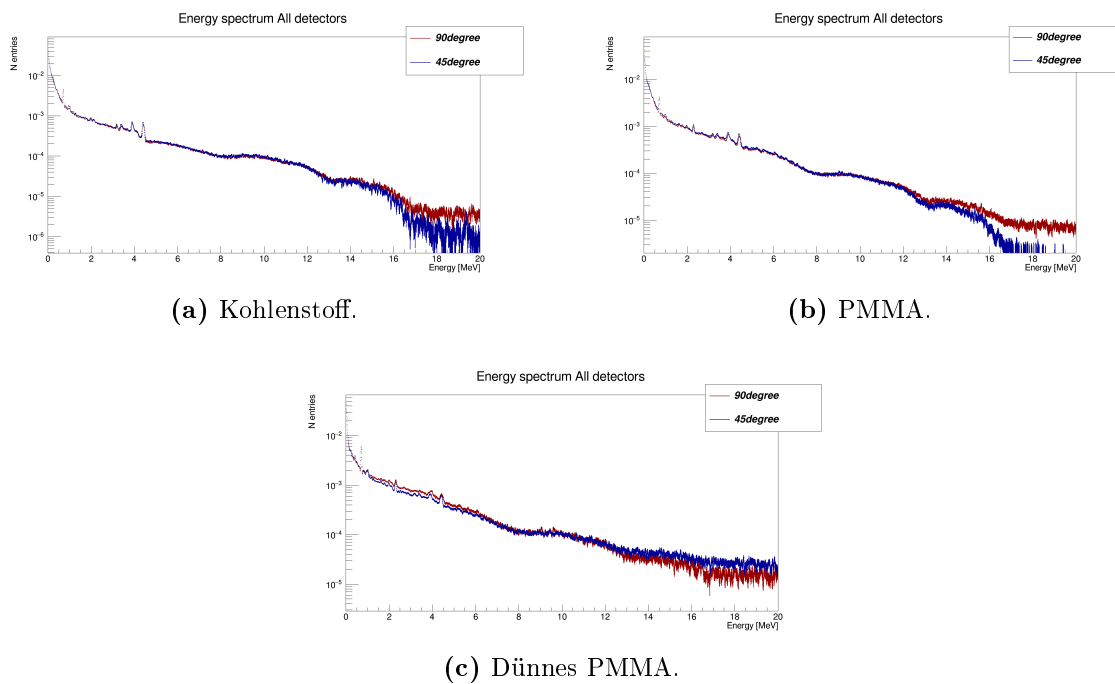 Energy spectrum All detectors
90degree
45degree
N entries
10⁻²
10⁻³
10⁻⁴
10⁻⁵
10⁻⁶
0 2 4 6 8 10 12 14 16 18 20
Energy [MeV]
(a) Kohlenstoff.
Energy spectrum All detectors
90degree
45degree
N entries
10⁻²
10⁻³
10⁻⁴
10⁻⁵
0 2 4 6 8 10 12 14 16 18 20
Energy [MeV]
(b) PMMA.
Energy spectrum All detectors
90degree
45degree
N entries
10⁻²
10⁻³
10⁻⁴
10⁻⁵
0 2 4 6 8 10 12 14 16 18 20
Energy [MeV]
(c) Dünnes PMMA.